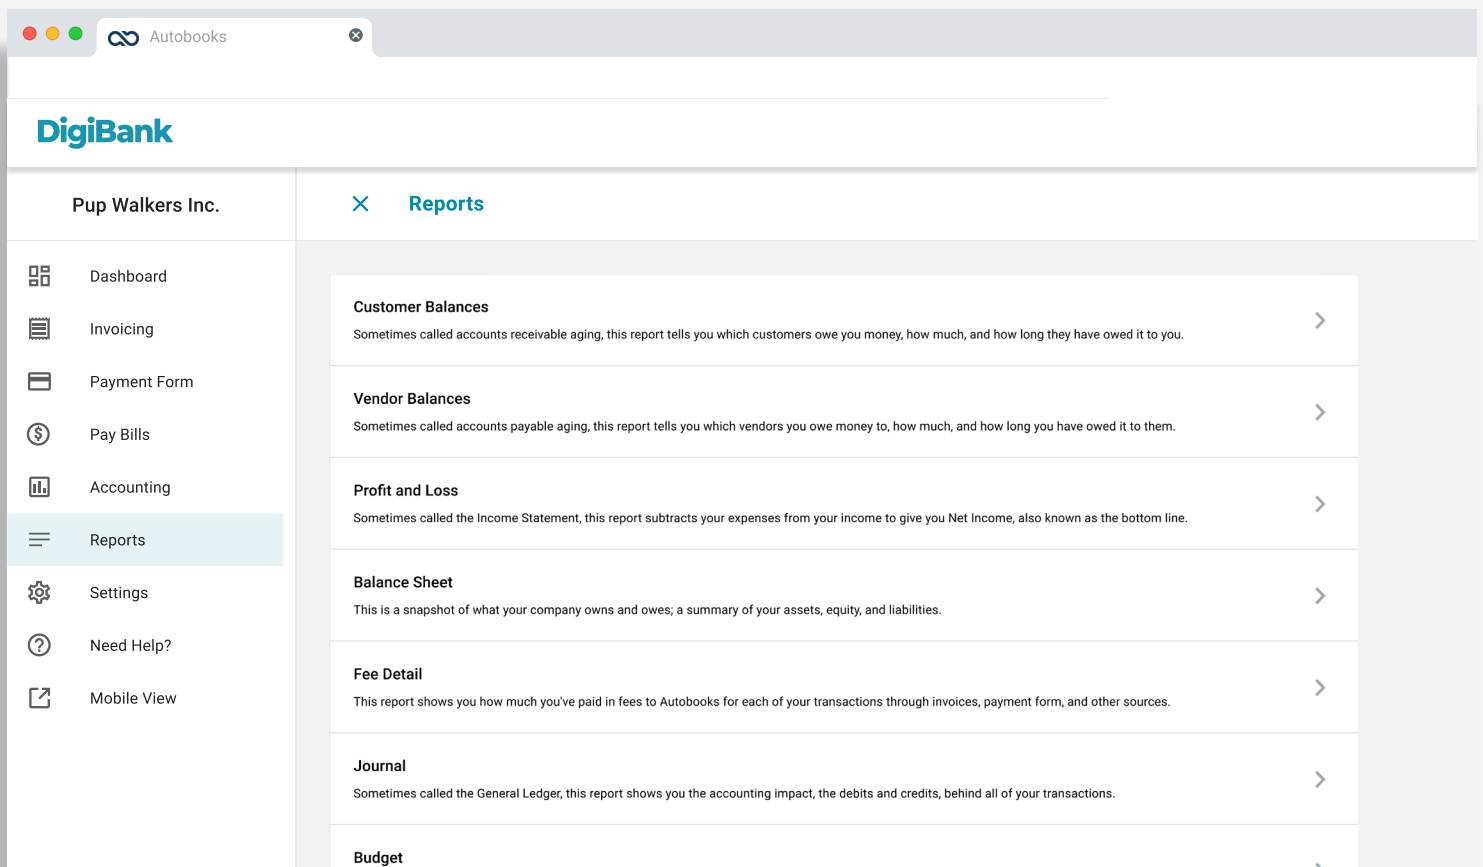 Autobooks
DigiBank
Pup Walkers Inc.
Reports
Dashboard
Invoicing
Payment Form
Pay Bills
Accounting
Reports
Settings
Need Help?
Mobile View
Customer Balances
Sometimes called accounts receivable aging, this report tells you which customers owe you money, how much, and how long they have owed it to you.
Vendor Balances
Sometimes called accounts payable aging, this report tells you which vendors you owe money to, how much, and how long you have owed it to them.
Profit and Loss
Sometimes called the Income Statement, this report subtracts your expenses from your income to give you Net Income, also known as the bottom line.
Balance Sheet
This is a snapshot of what your company owns and owes; a summary of your assets, equity, and liabilities.
Fee Detail
This report shows you how much you've paid in fees to Autobooks for each of your transactions through invoices, payment form, and other sources.
Journal
Sometimes called the General Ledger, this report shows you the accounting impact, the debits and credits, behind all of your transactions.
Budget